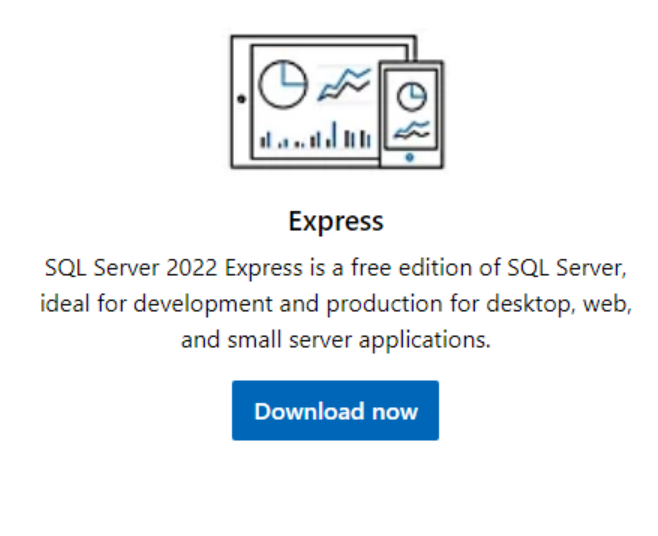 Express
SQL Server 2022 Express is a free edition of SQL Server,
ideal for development and production for desktop, web,
and small server applications.
Download now